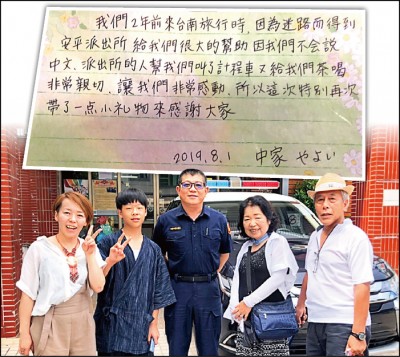 我們2年前來台南旅行時，因為迷路而得到
安平派出所給我們很大的幫助因我們不会説
中文、派出所的人幫我們叫了計程車又給我們茶喝
非常親切，讓我們非常感動。所以這次特別再次
帶了一点小礼物來感謝大家
2019.8.1 中家 やよい